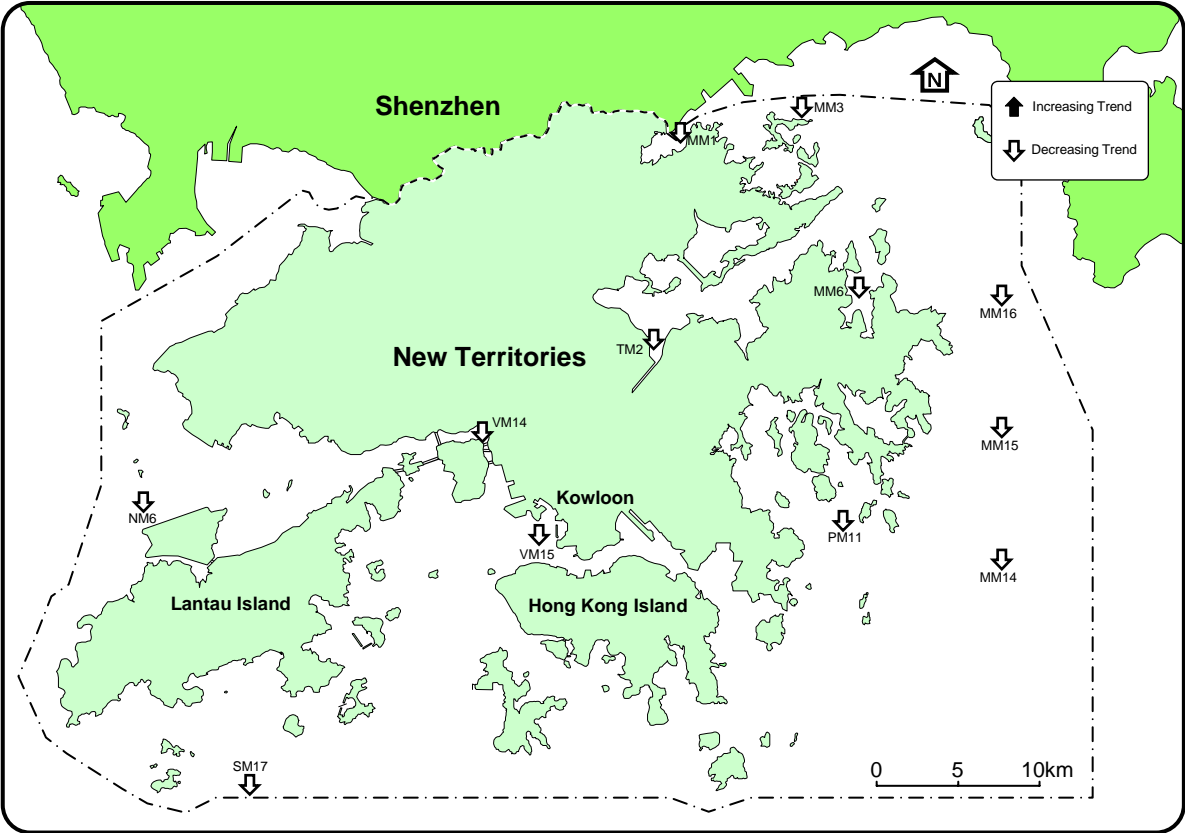 N
Shenzhen
Increasing Trend
MM3
MM1
Decreasing Trend
MM6
MM16
TM2
New Territories
VM14
MM15
Kowloon
NM6
PM11
VM15
MM14
Lantau Island
Hong Kong Island
SM17
0 5 10km